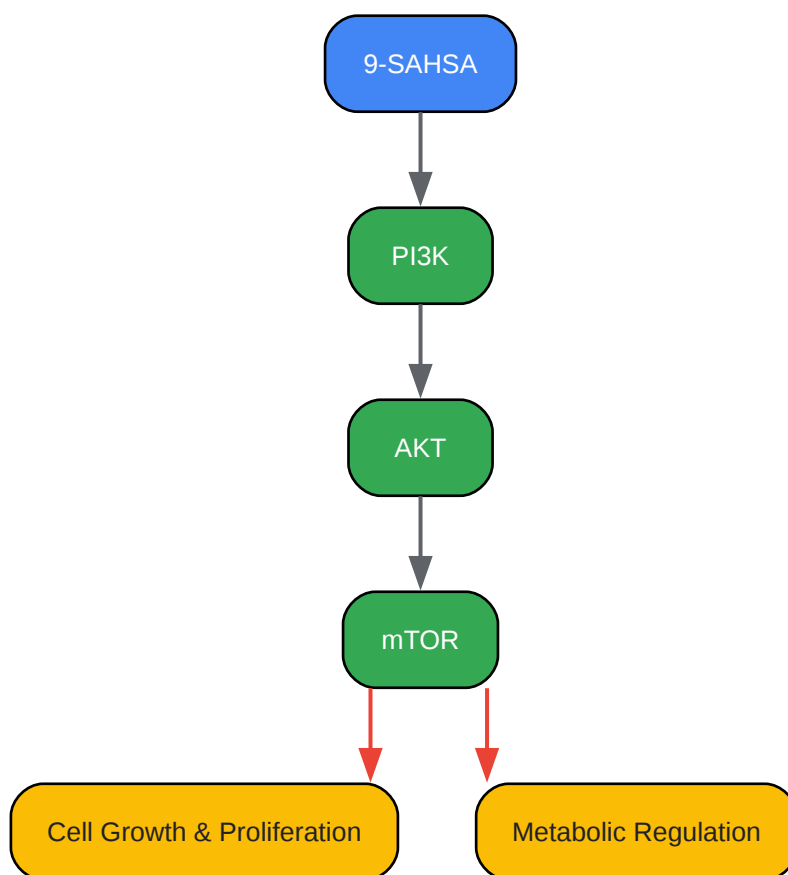 9-SAHSA
PI3K
AKT
mTOR
Cell Growth & Proliferation
Metabolic Regulation